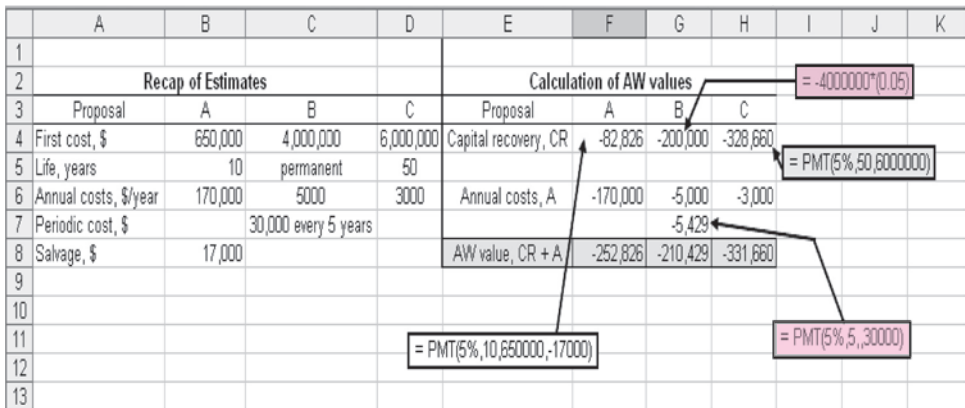 A B C D E F G H I J K
1
2 Recap of Estimates Calculation of AW values = -4000000*(0.05)
3 Proposal A B C Proposal A B C
4 First cost, $ 650,000 4,000,000 6,000,000 Capital recovery, CR -82,826 -200,000 -328,660
5 Life, years 10 permanent 50 = PMT(5%,50,6000000)
6 Annual costs, $/year 170,000 5000 3000 Annual costs, A -170,000 -5,000 -3,000
7 Periodic cost, $ 30,000 every 5 years -5,429
8 Salvage, $ 17,000 AW value, CR + A -252,826 -210,429 -331,660
9
10
11 = PMT(5%,10,650000,-17000) = PMT(5%,5,,30000)
12
13